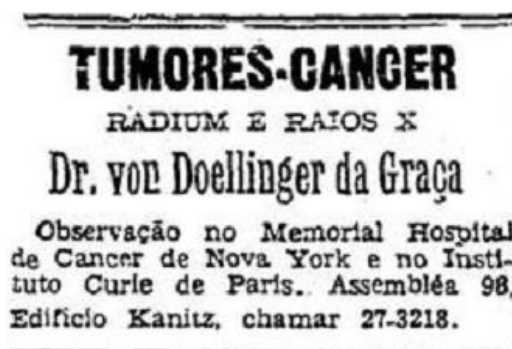 TUMORES-CANCER
RADIUM E RAIOS X
Dr. von Doellinger da Graça
Observação no Memorial Hospital
de Cancer de Nova York e no Insti-
tuto Curie de Paris. Assembléa 98,
Edificio Kanitz, chamar 27-3218.